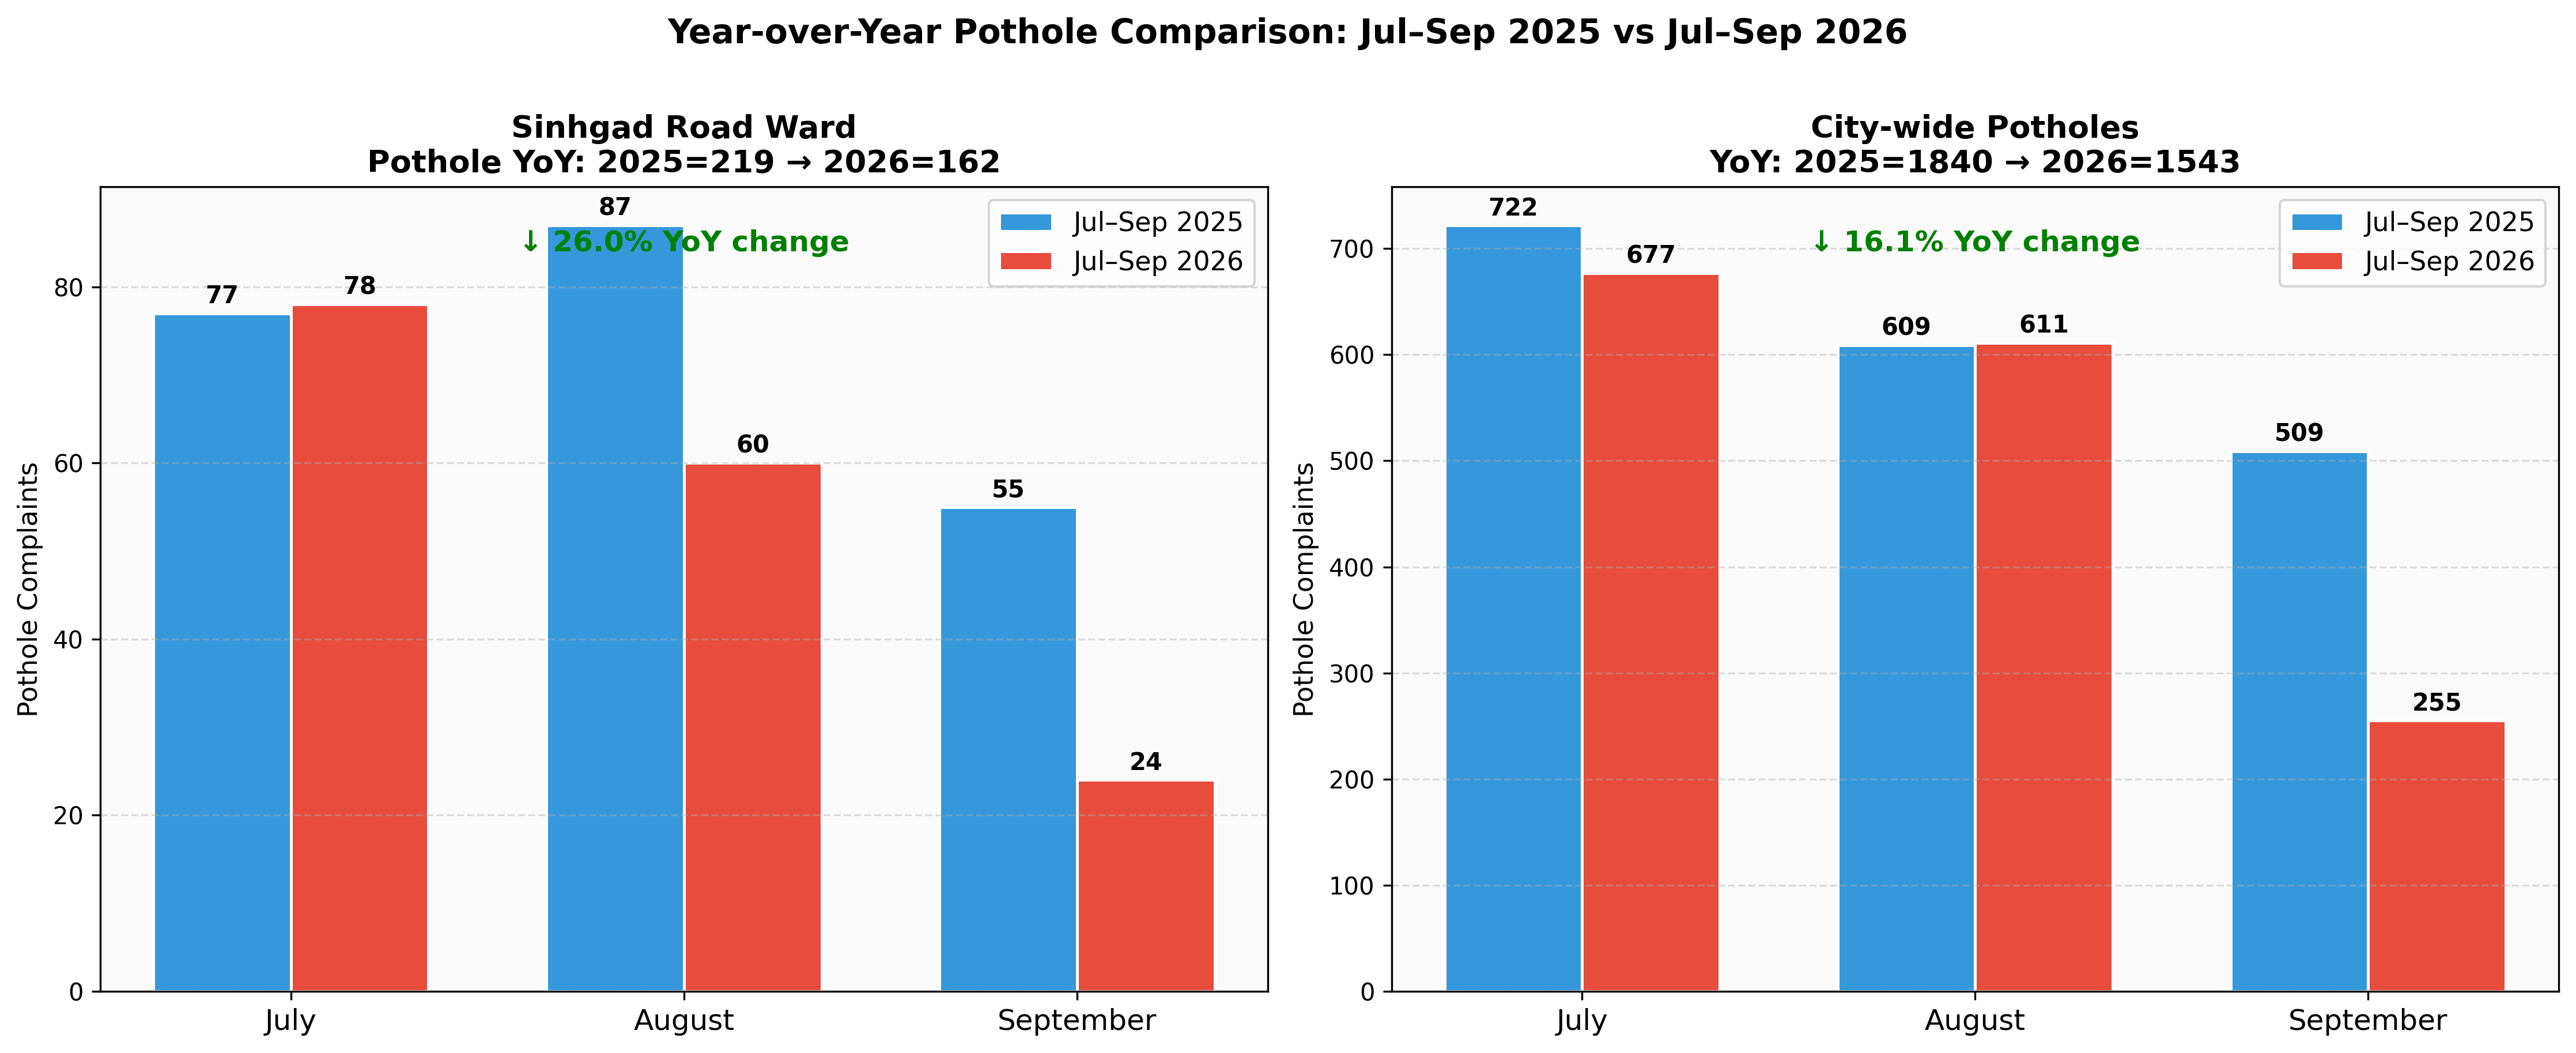 Year-over-Year Pothole Comparison: Jul–Sep 2025 vs Jul–Sep 2026
Sinhgad Road Ward
Pothole YoY: 2025=219 → 2026=162
87
↓ 26.0% YoY change
Jul–Sep 2025
Jul–Sep 2026
77
78
60
55
24
80
60
40
20
0
Pothole Complaints
July
August
September
City-wide Potholes
YoY: 2025=1840 → 2026=1543
722
↓ 16.1% YoY change
Jul–Sep 2025
Jul–Sep 2026
677
609
611
509
255
700
600
500
400
300
200
100
0
Pothole Complaints
July
August
September